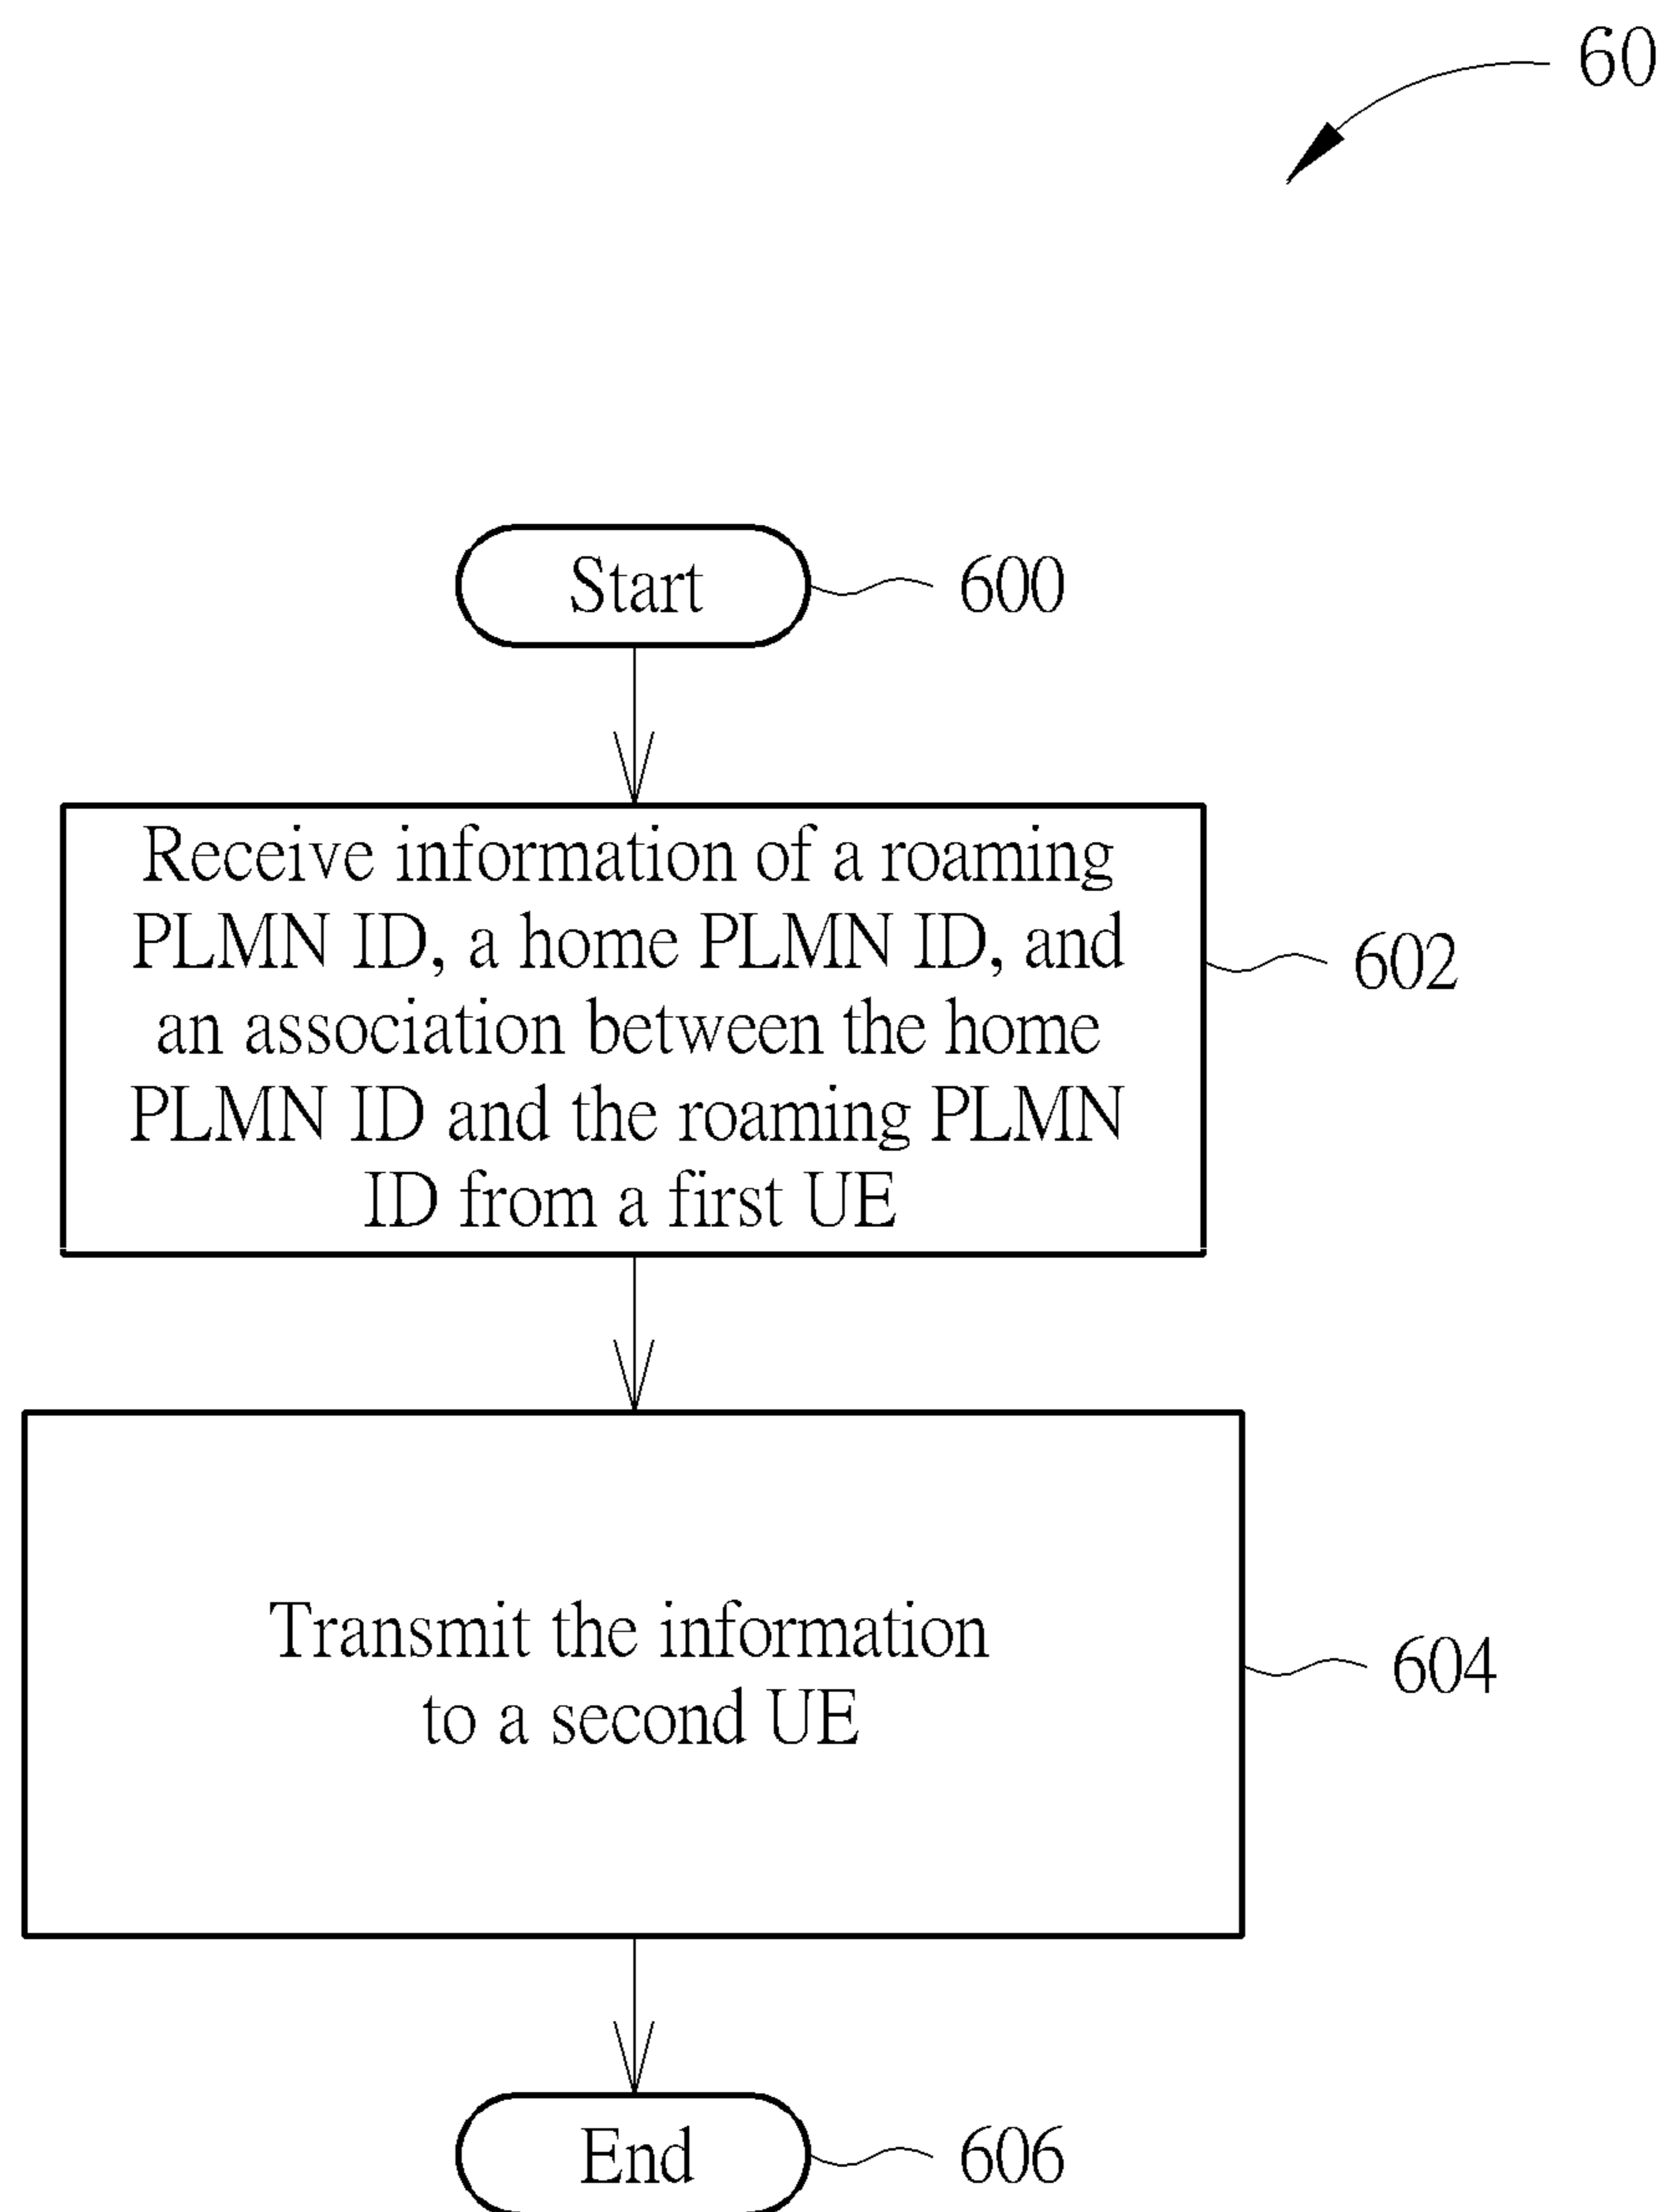 60
Start
600
Receive information of a roaming
PLMN ID, a home PLMN ID, and
an association between the home
PLMN ID and the roaming PLMN
ID from a first UE
602
Transmit the information
to a second UE
604
End
606